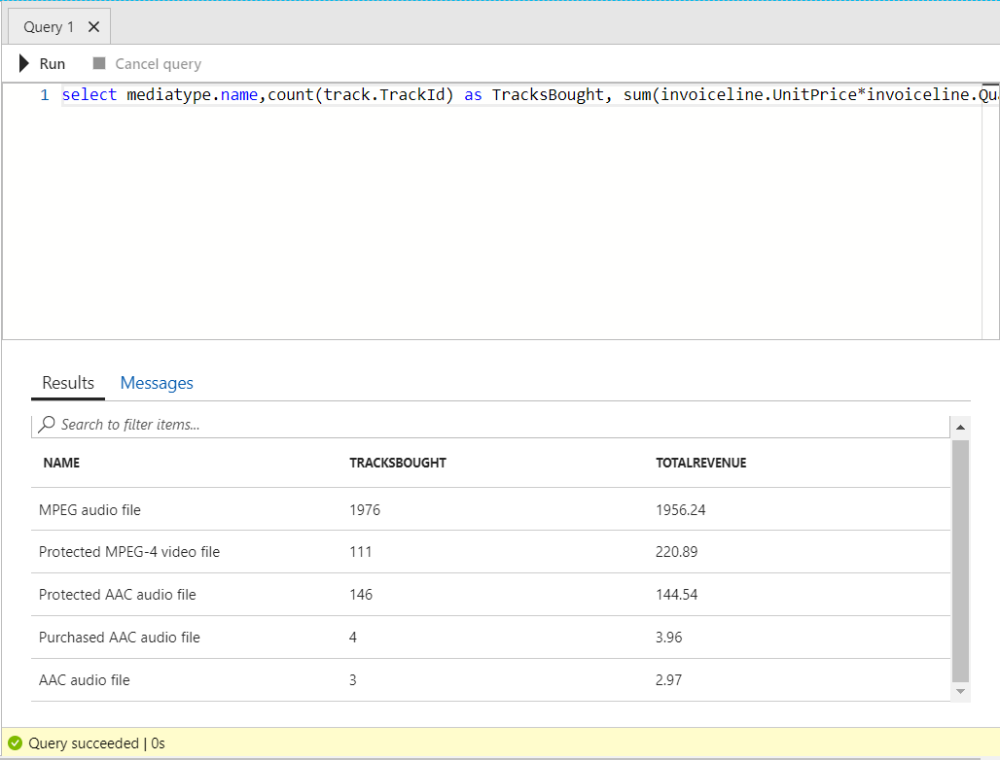 Query 1
Run Cancel query
1 select mediatype.name,count(track.TrackId) as TracksBought, sum(invoiceline.UnitPrice*invoiceline.Qu
Results Messages
Search to filter items...
NAME TRACKSBOUGHT TOTALREVENUE
MPEG audio file 1976 1956.24
Protected MPEG-4 video file 111 220.89
Protected AAC audio file 146 144.54
Purchased AAC audio file 4 3.96
AAC audio file 3 2.97
Query succeeded | 0s